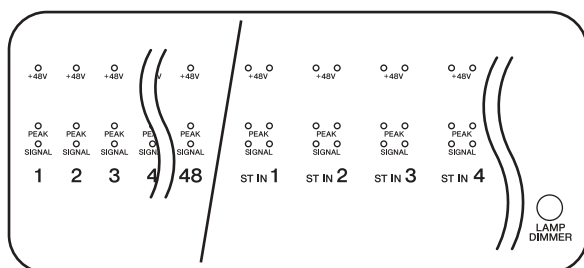 +48V +48V +48V V +48V +48V +48V +48V +48V
PEAK PEAK PEAK PEA PEAK PEAK PEAK PEAK PEAK
SIGNAL SIGNAL SIGNAL SIGNA SIGNAL SIGNAL SIGNAL SIGNAL SIGNAL
1 2 3 4 48 ST IN 1 ST IN 2 ST IN 3 ST IN 4
LAMP
DIMMER